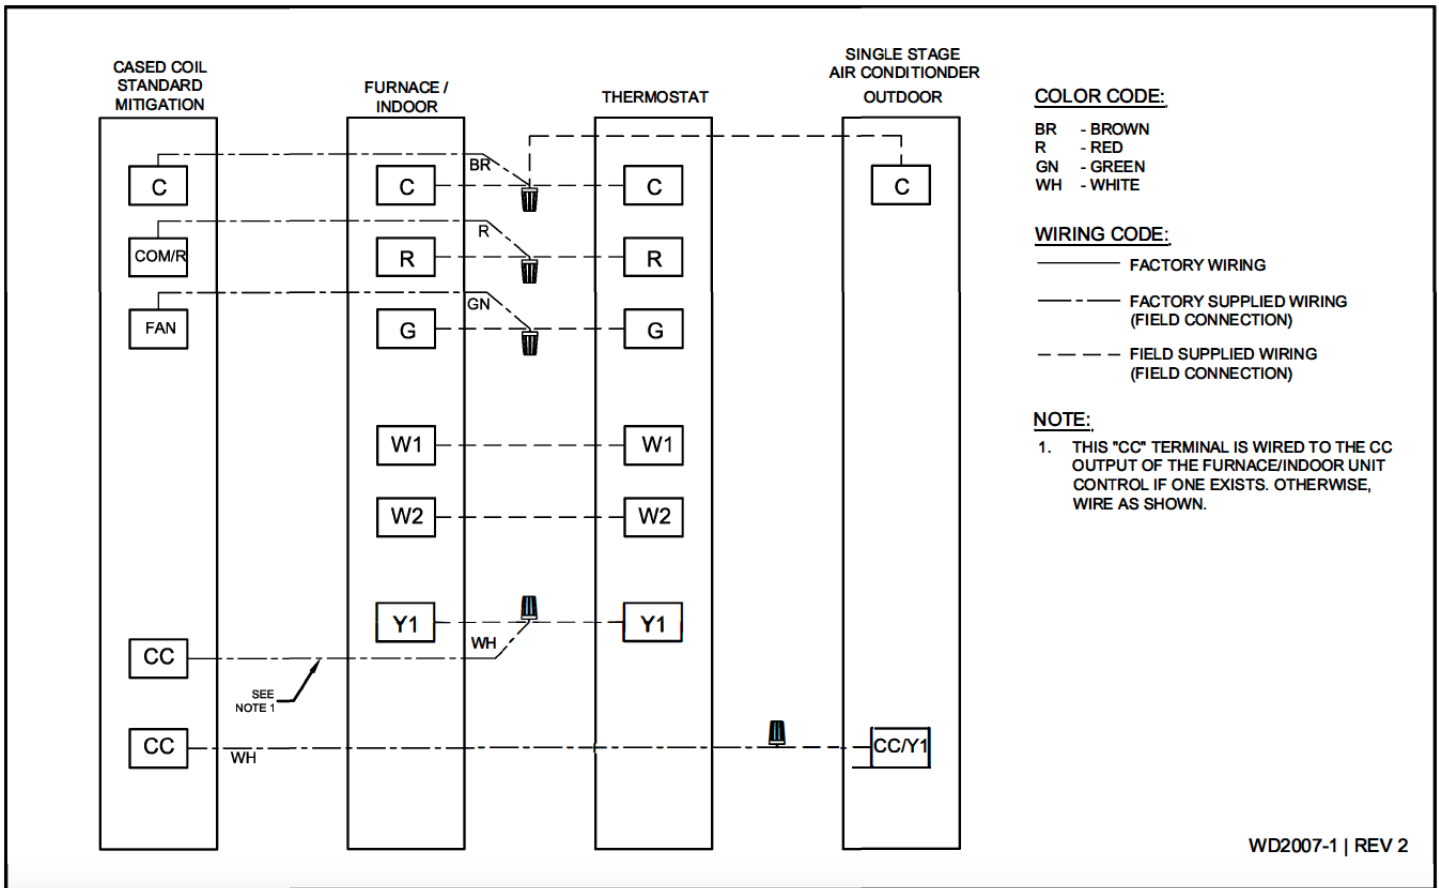 CASED COIL
STANDARD
MITIGATION
FURNACE /
INDOOR
THERMOSTAT
SINGLE STAGE
AIR CONDITIONDER
OUTDOOR
C
COM/R
FAN
CC
CC
C
R
G
W1
W2
Y1
C
R
G
W1
W2
Y1
C
CC/Y1
BR
R
GN
WH
WH
SEE
NOTE 1
COLOR CODE:
BR - BROWN
R - RED
GN - GREEN
WH - WHITE
WIRING CODE:
FACTORY WIRING
FACTORY SUPPLIED WIRING
(FIELD CONNECTION)
FIELD SUPPLIED WIRING
(FIELD CONNECTION)
NOTE:
1. THIS "CC" TERMINAL IS WIRED TO THE CC
OUTPUT OF THE FURNACE/INDOOR UNIT
CONTROL IF ONE EXISTS. OTHERWISE,
WIRE AS SHOWN.
WD2007-1 | REV 2